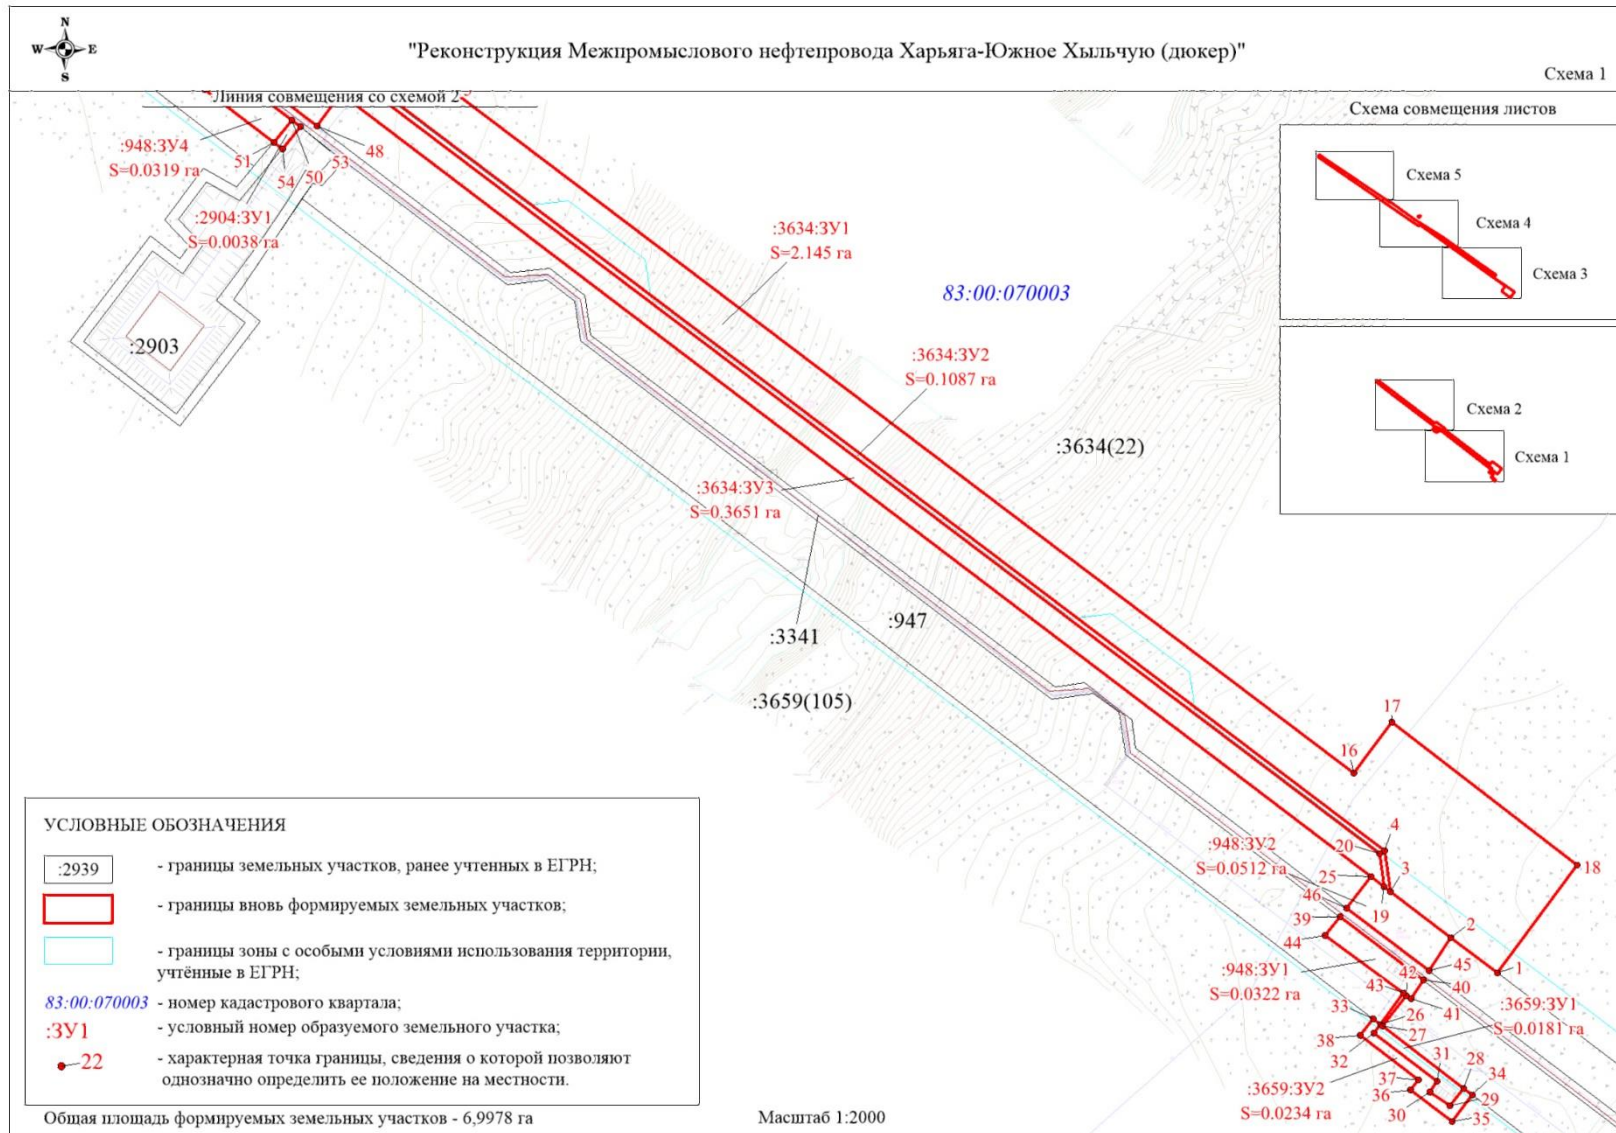 N
W E
S
"Реконструкция Межпромыслового нефтепровода Харьяга-Южное Хыльчую (дюкер)"
Схема 1
Линия совмещения со схемой 2
Схема совмещения листов
Схема 5
Схема 4
Схема 3
Схема 2
Схема 1
:948:ЗУ4
S=0.0319 га
51
54
50
53
48
:2904:ЗУ1
S=0.0038 га
:2903
:3634:ЗУ1
S=2.145 га
83:00:070003
:3634:ЗУ2
S=0.1087 га
:3634(22)
:3634:ЗУ3
S=0.3651 га
:3341
:947
:3659(105)
17
16
4
20
18
3
:948:ЗУ2
S=0.0512 га
25
19
46
39
2
44
45
1
:948:ЗУ1
S=0.0322 га
42
40
43
41
:3659:ЗУ1
S=0.0181 га
33
26
27
38
32
31
28
34
37
:3659:ЗУ2
S=0.0234 га
36
30
29
35
УСЛОВНЫЕ ОБОЗНАЧЕНИЯ
:2939 - границы земельных участков, ранее учтенных в ЕГРН;
- границы вновь формируемых земельных участков;
- границы зоны с особыми условиями использования территории,
учтённые в ЕГРН;
83:00:070003 - номер кадастрового квартала;
:ЗУ1 - условный номер образуемого земельного участка;
22 - характерная точка границы, сведения о которой позволяют
однозначно определить ее положение на местности.
Общая площадь формируемых земельных участков - 6,9978 га
Масштаб 1:2000